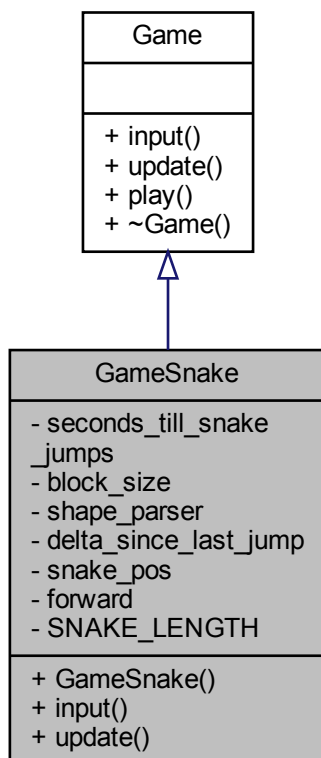 Game
+ input()
+ update()
+ play()
+ ~Game()
GameSnake
- seconds_till_snake
_jumps
- block_size
- shape_parser
- delta_since_last_jump
- snake_pos
- forward
- SNAKE_LENGTH
+ GameSnake()
+ input()
+ update()